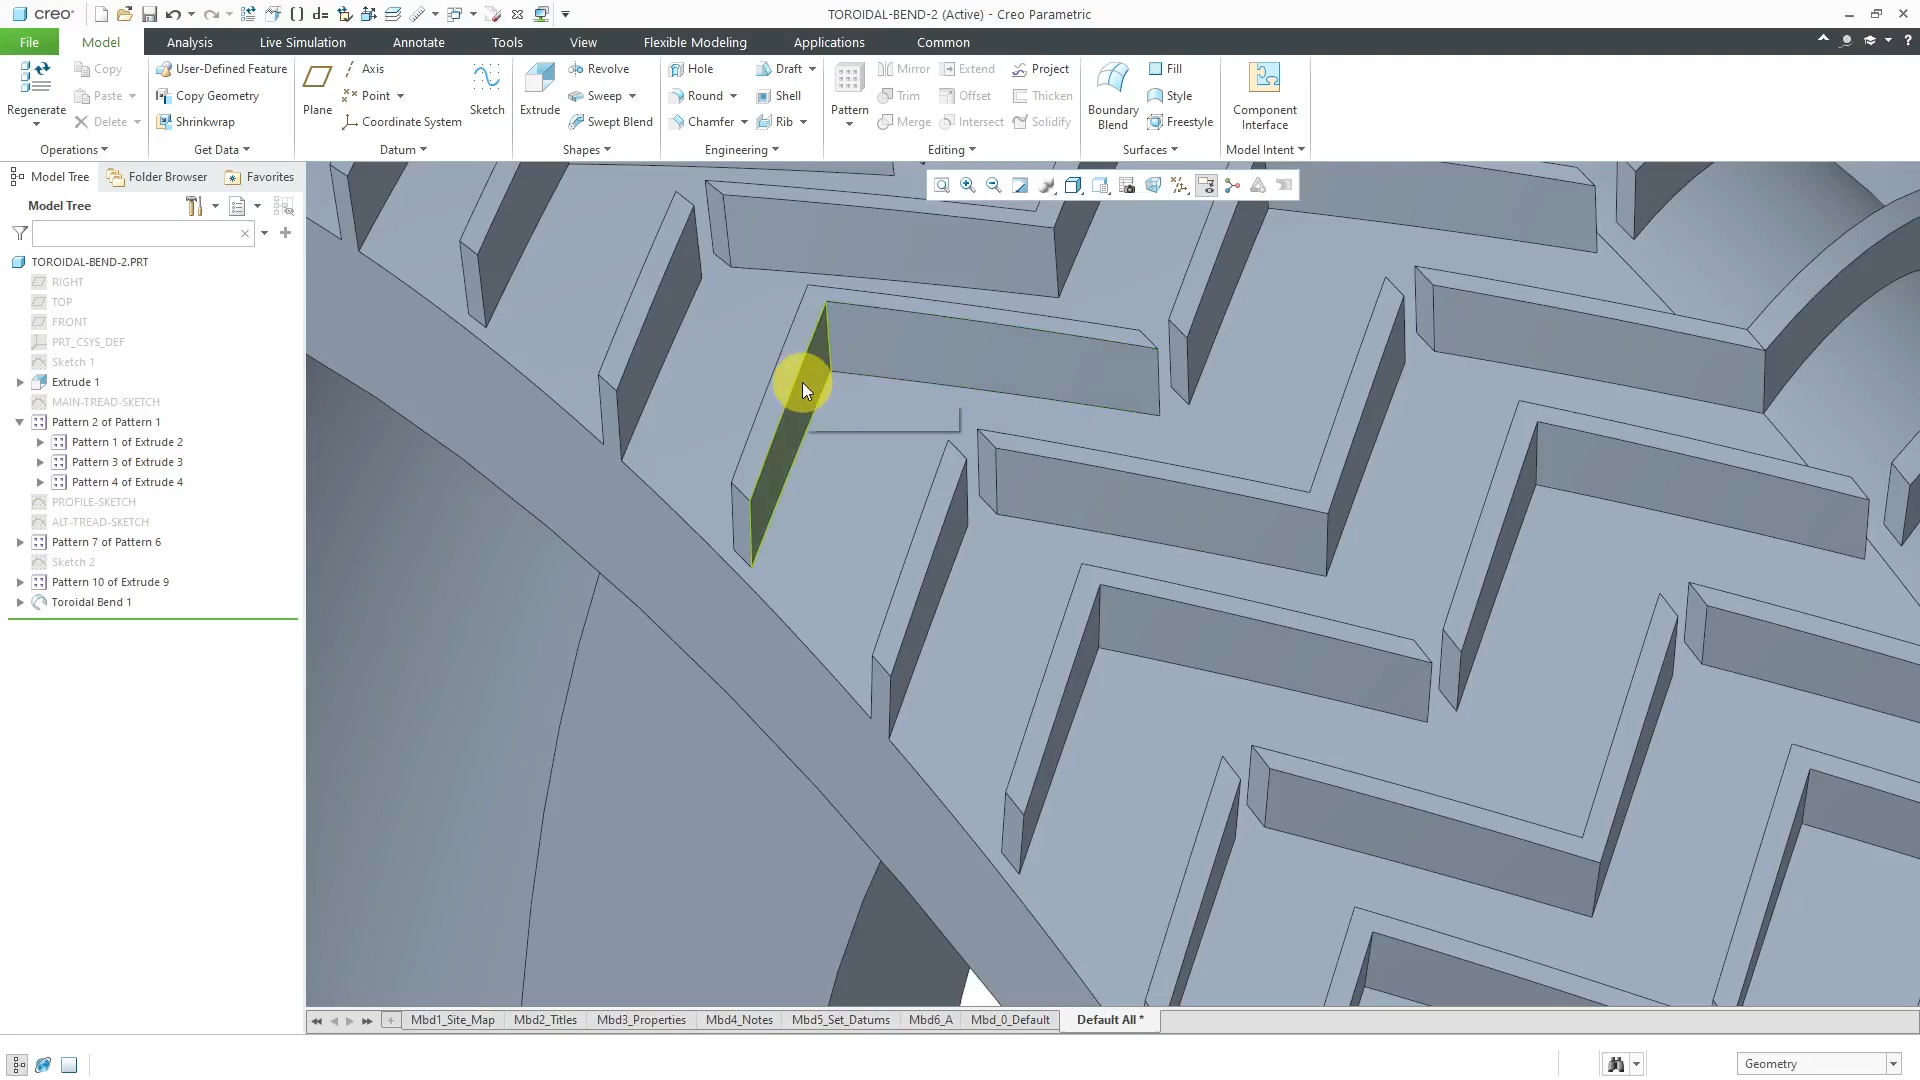 creo
TOROIDAL-BEND-2 (Active) - Creo Parametric
File
Model
Analysis
Live Simulation
Annotate
Tools
View
Flexible Modeling
Applications
Common
Regenerate
Copy
Paste
Delete
Operations
User-Defined Feature
Copy Geometry
Shrinkwrap
Get Data
Plane
Axis
Point
Coordinate System
Sketch
Datum
Extrude
Revolve
Sweep
Swept Blend
Shapes
Hole
Round
Chamfer
Draft
Shell
Rib
Engineering
Pattern
Mirror
Trim
Merge
Extend
Offset
Intersect
Project
Thicken
Solidify
Editing
Boundary
Blend
Fill
Style
Freestyle
Surfaces
Component
Interface
Model Intent
Model Tree
Folder Browser
Favorites
Model Tree
TOROIDAL-BEND-2.PRT
RIGHT
TOP
FRONT
PRT_CSYS_DEF
Sketch 1
Extrude 1
MAIN-TREAD-SKETCH
Pattern 2 of Pattern 1
Pattern 1 of Extrude 2
Pattern 3 of Extrude 3
Pattern 4 of Extrude 4
PROFILE-SKETCH
ALT-TREAD-SKETCH
Pattern 7 of Pattern 6
Sketch 2
Pattern 10 of Extrude 9
Toroidal Bend 1
Mbd1_Site_Map
Mbd2_Titles
Mbd3_Properties
Mbd4_Notes
Mbd5_Set_Datums
Mbd6_A
Mbd_0_Default
Default All *
Geometry